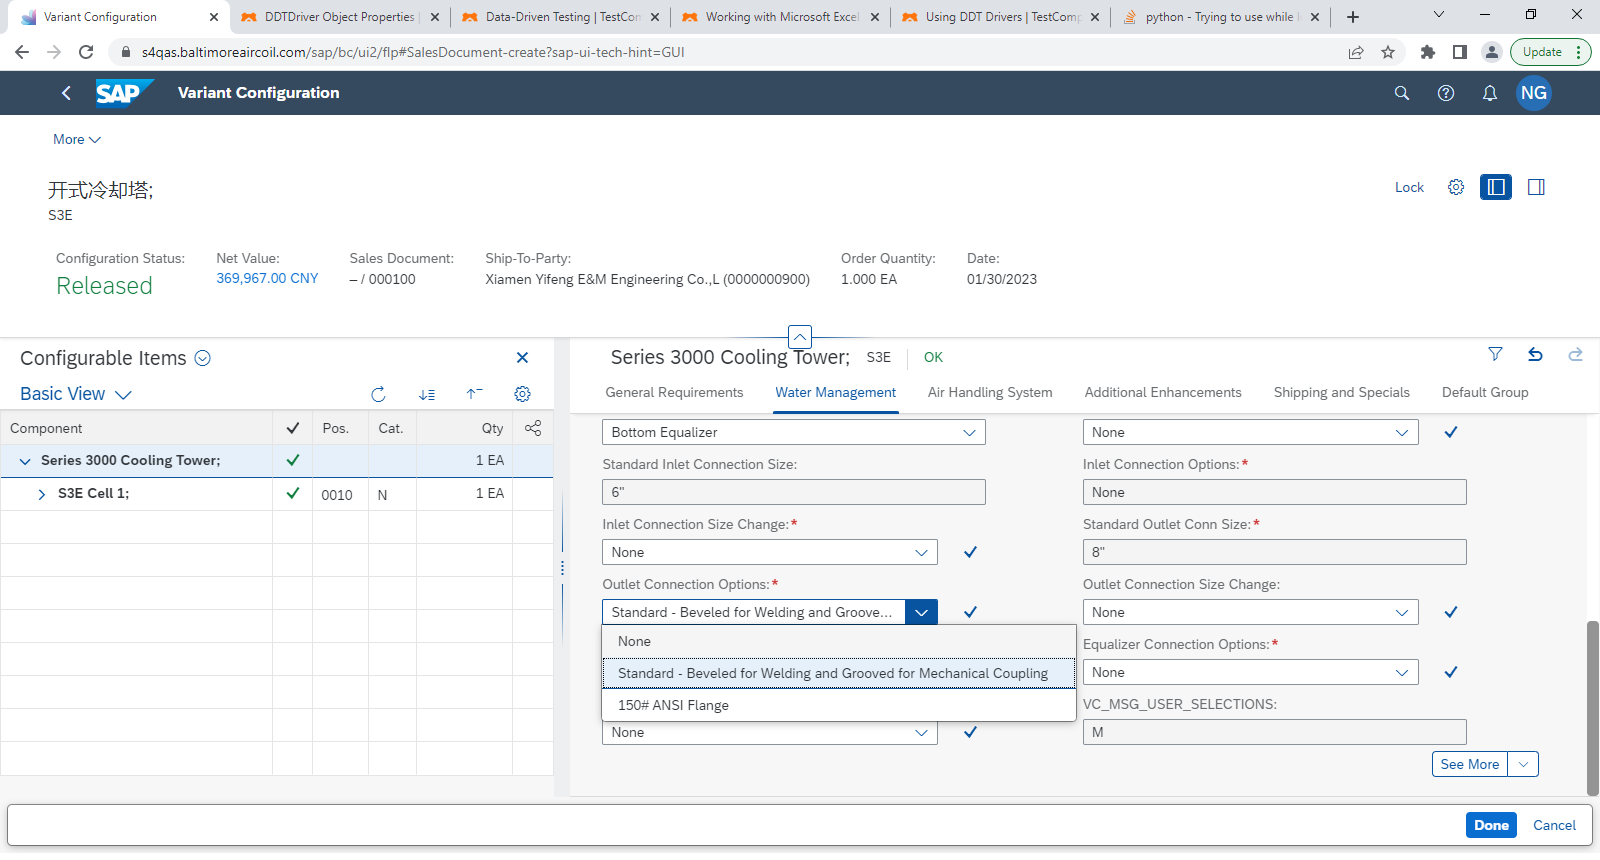 Variant Configuration
DDTDriver Object Properties
Data-Driven Testing | TestCom
Working with Microsoft Excel
Using DDT Drivers | TestComp
python - Trying to use while l
s4qas.baltimoreaircoil.com/sap/bc/ui2/flp#SalesDocument-create?sap-ui-tech-hint=GUI
Update
SAP
Variant Configuration
NG
More
开式冷却塔;
S3E
Lock
Configuration Status:
Net Value:
Sales Document:
Ship-To-Party:
Order Quantity:
Date:
Released
369,967.00 CNY
– / 000100
Xiamen Yifeng E&M Engineering Co.,L (0000000900)
1.000 EA
01/30/2023
Configurable Items
Series 3000 Cooling Tower;
S3E
OK
Basic View
General Requirements
Water Management
Air Handling System
Additional Enhancements
Shipping and Specials
Default Group
Component
Pos.
Cat.
Qty
Series 3000 Cooling Tower;
1 EA
S3E Cell 1;
0010
N
1 EA
Bottom Equalizer
None
Standard Inlet Connection Size:
Inlet Connection Options:*
6"
None
Inlet Connection Size Change:*
Standard Outlet Conn Size:*
None
8"
Outlet Connection Options:*
Outlet Connection Size Change:
Standard - Beveled for Welding and Groove...
None
None
Equalizer Connection Options:*
Standard - Beveled for Welding and Grooved for Mechanical Coupling
None
150# ANSI Flange
VC_MSG_USER_SELECTIONS:
None
M
See More
Done
Cancel